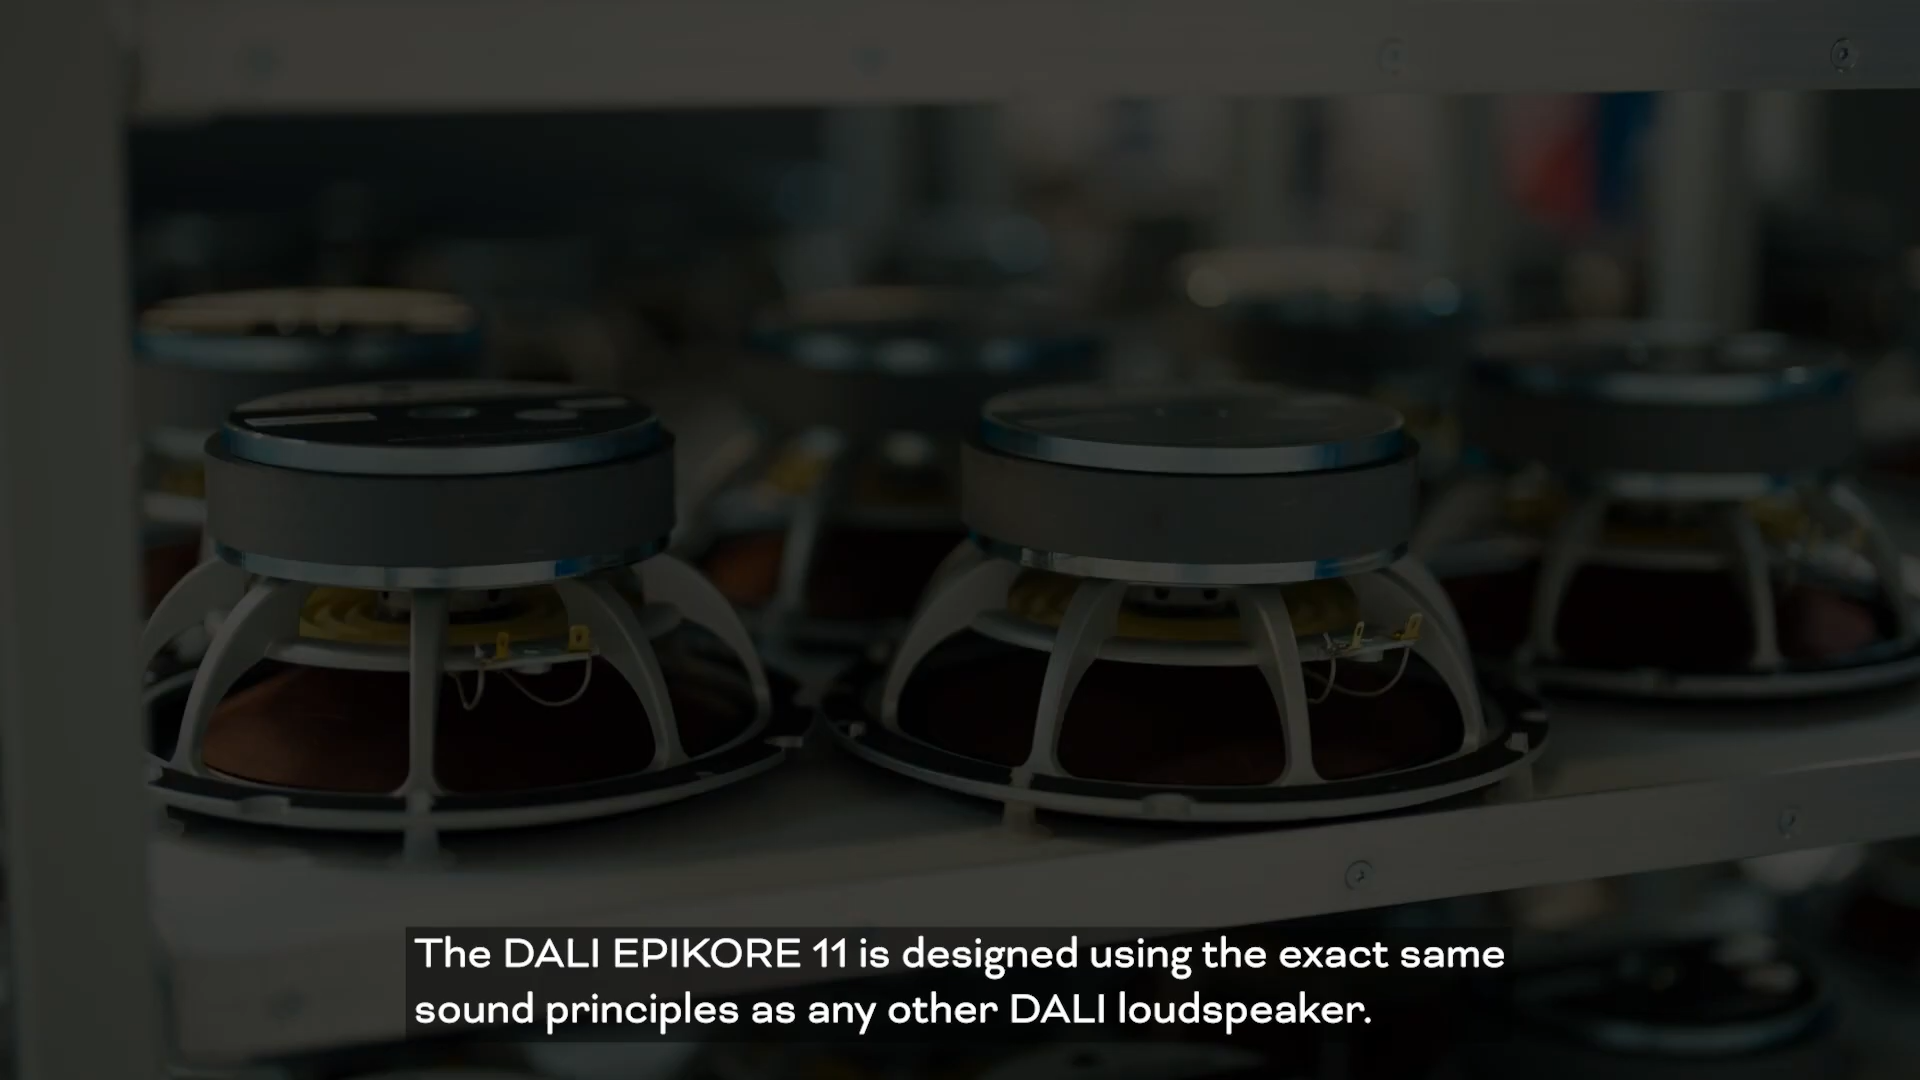 The DALI EPIKORE 11 is designed using the exact same
sound principles as any other DALI loudspeaker.